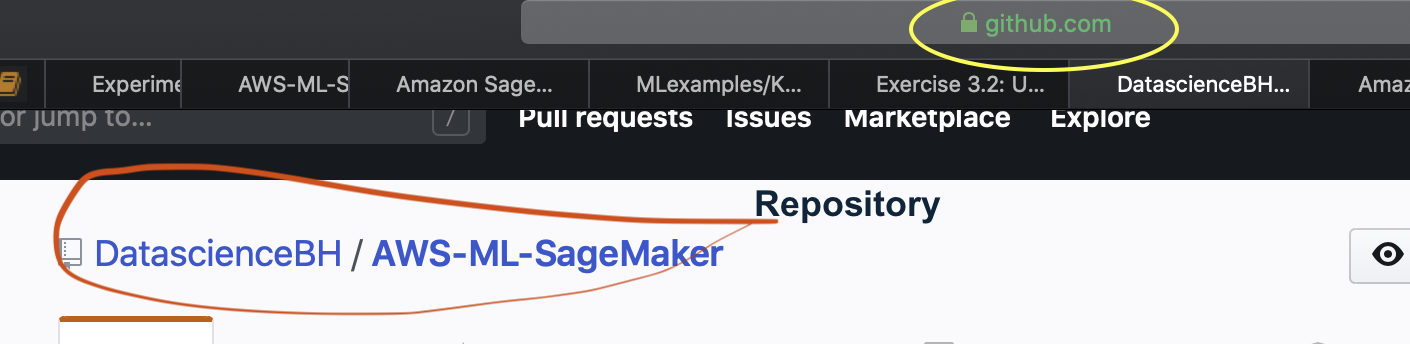 github.com
Experime AWS-ML-S Amazon Sage... MLexamples/K... Exercise 3.2: U... DatascienceBH... Amaz
or jump to... / Pull requests Issues Marketplace Explore
Repository
DatascienceBH / AWS-ML-SageMaker